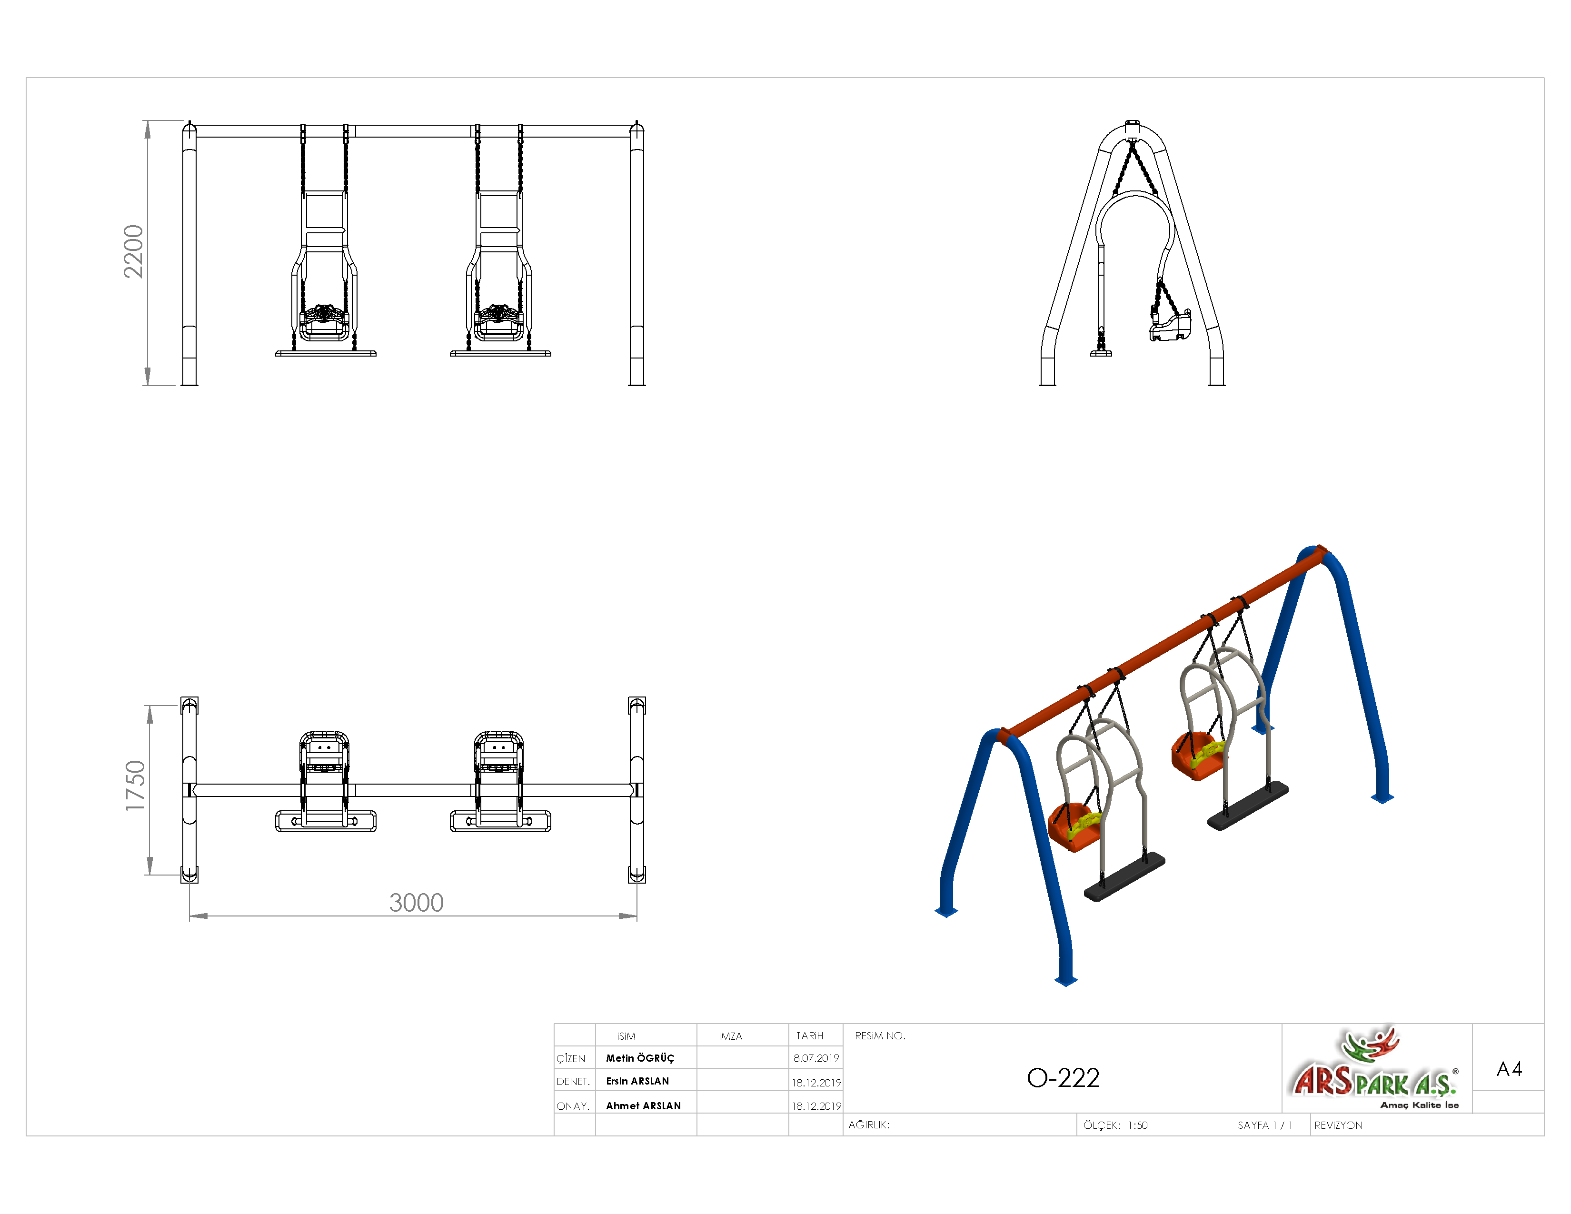 2200
1750
3000
İSİM
İMZA
TARİH
RESİM NO.:
ÇİZEN
Metin ÖGRÜÇ
8.07.2019
DENET.
Ersin ARSLAN
18.12.2019
ONAY.
Ahmet ARSLAN
18.12.2019
O-222
ARSPARK A.Ş.®
Amaç Kalite İse
A4
AĞIRLIK:
ÖLÇEK: 1:50
SAYFA 1 / 1
REVİZYON